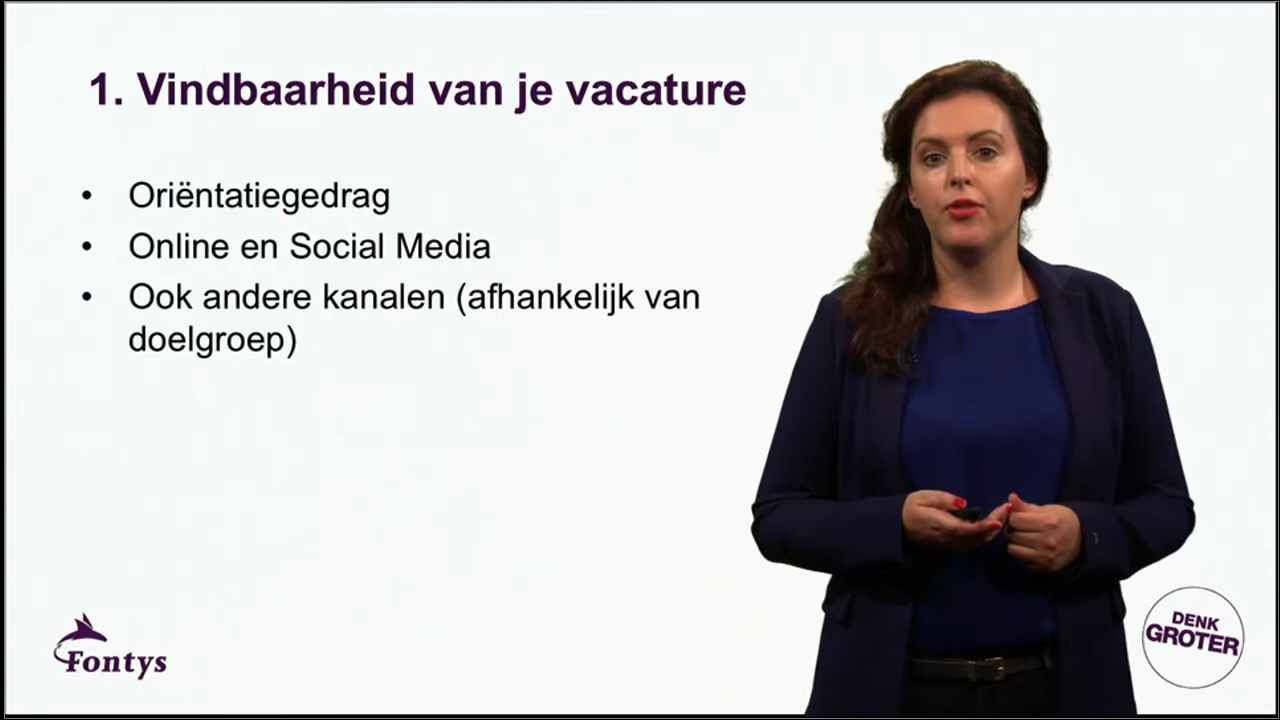 1. Vindbaarheid van je vacature
• Oriëntatiegedrag
• Online en Social Media
• Ook andere kanalen (afhankelijk van
doelgroep)
Fontys
DENK
GROTER